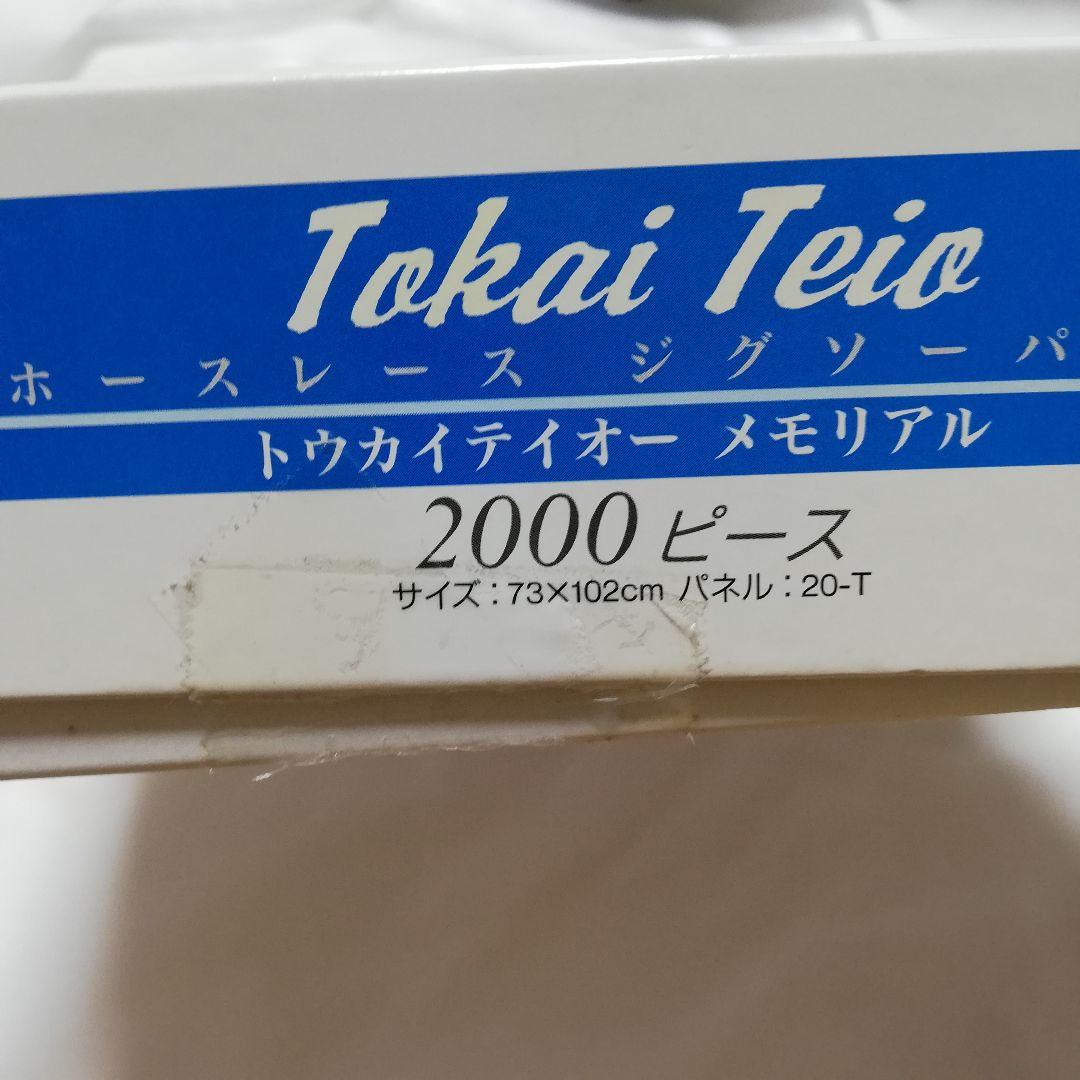 Tokai Teio
ホースレース ジグソーパ
トウカイテイオー メモリアル
2000ピース
サイズ:73×102cm パネル:20-T